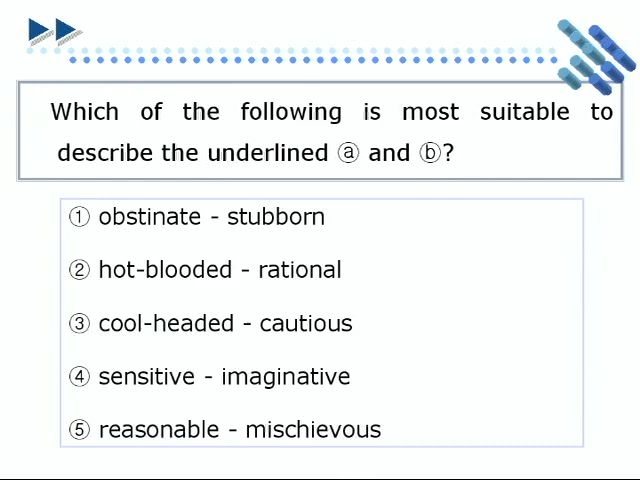 Which of the following is most suitable to
describe the underlined ⓐ and ⓑ?
① obstinate - stubborn
② hot-blooded - rational
③ cool-headed - cautious
④ sensitive - imaginative
⑤ reasonable - mischievous